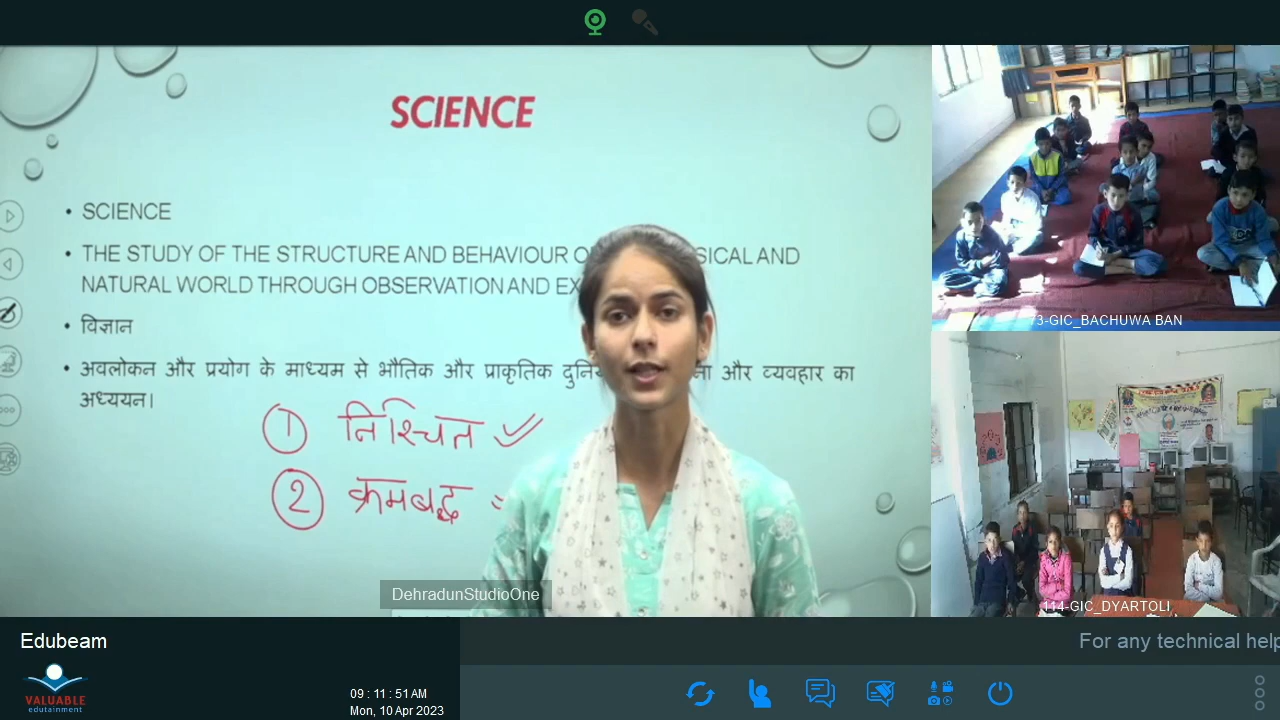 SCIENCE
• SCIENCE
• THE STUDY OF THE STRUCTURE AND BEHAVIOUR SICAL AND
NATURAL WORLD THROUGH OBSERVATION AND
• विज्ञान
• अवलोकन और प्रयोग के माध्यम से भौतिक और प्राकृतिक और व्यवहार का
अध्ययन।
1 निश्चित
2 क्रमबद्ध
DehradunStudioOne
73-GIC_BACHUWA BAN
114-GIC_DYARTOLI
Edubeam
For any technical help
VALUABLE
edutainment
09 : 11 : 51 AM
Mon, 10 Apr 2023